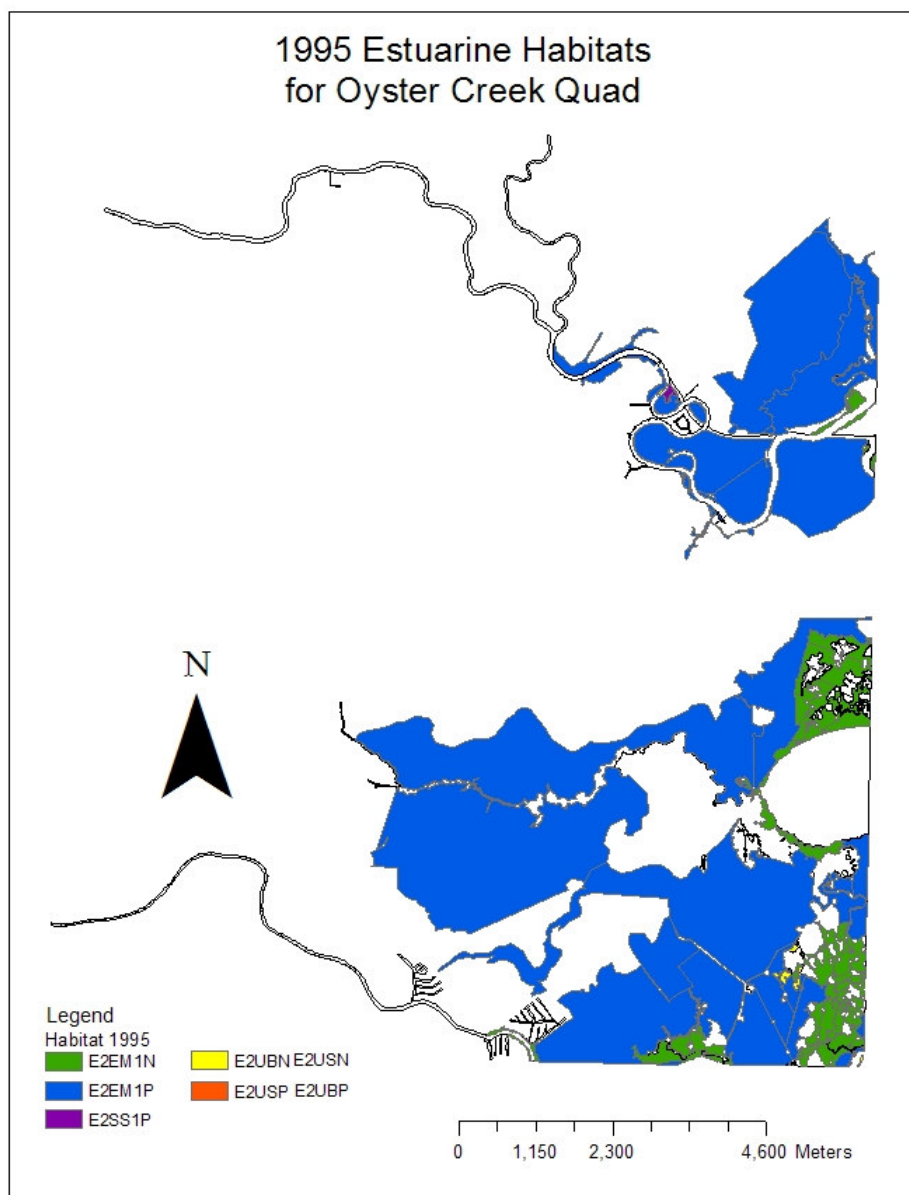 1995 Estuarine Habitats
for Oyster Creek Quad
N
Legend
Habitat 1995
E2EM1N
E2EM1P
E2SS1P
E2UBN E2USN
E2USP E2UBP
0 1,150 2,300 4,600 Meters